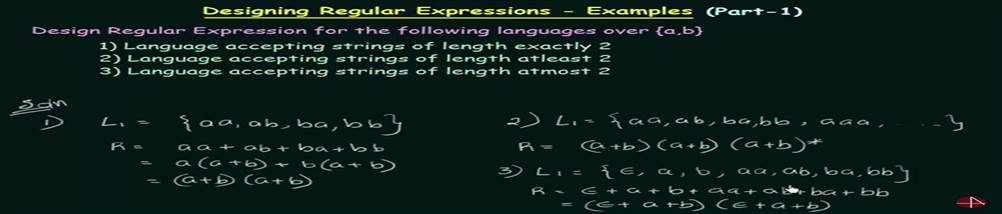 Designing Regular Expressions - Examples (Part-1)
Design Regular Expression for the following languages over {a,b}
1) Language accepting strings of length exactly 2
2) Language accepting strings of length atleast 2
3) Language accepting strings of length atmost 2
Soln
1) L₁ = {aa, ab, ba, bb}
R = aa + ab + ba + bb
= a(a+b) + b(a+b)
= (a+b)(a+b)
2) L₁ = {aa, ab, ba, bb, aaa, .......}
R = (a+b)(a+b)(a+b)*
3) L₁ = {ε, a, b, aa, ab, ba, bb}
R = ε + a + b + aa + ab + ba + bb
= (ε + a+b) (ε + a+b)